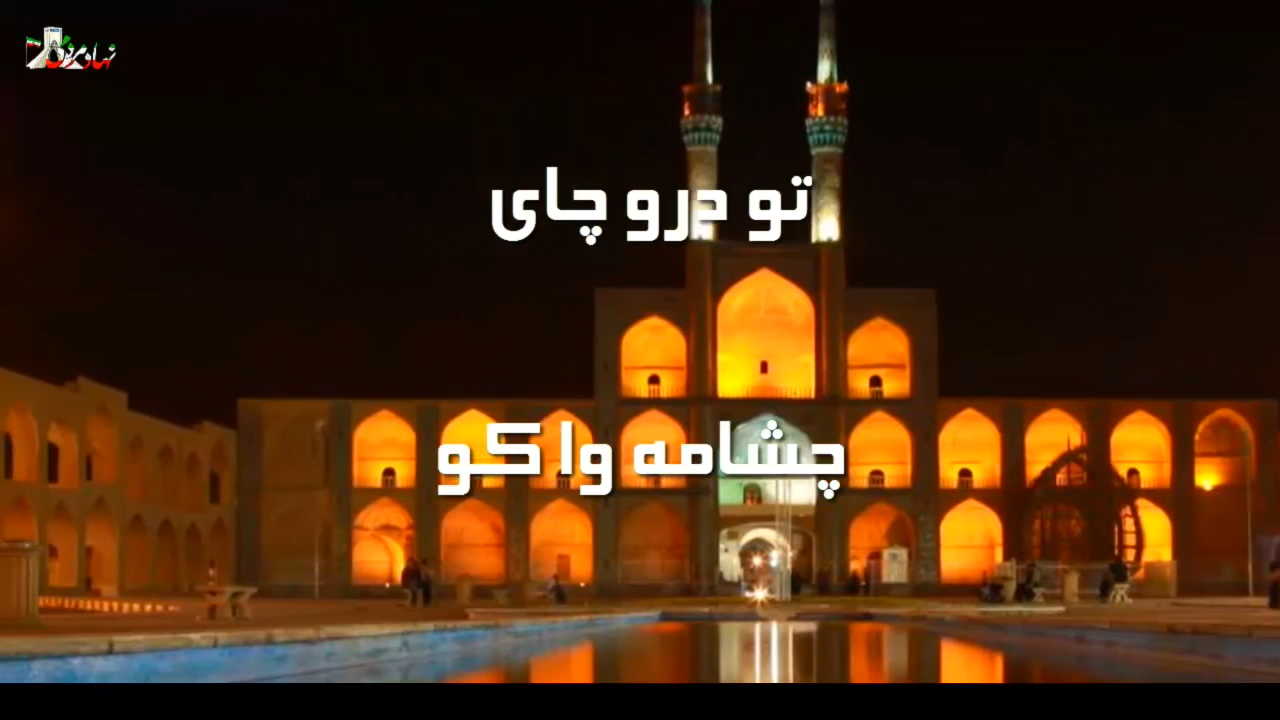 تو درو چای
چشامه وا کو